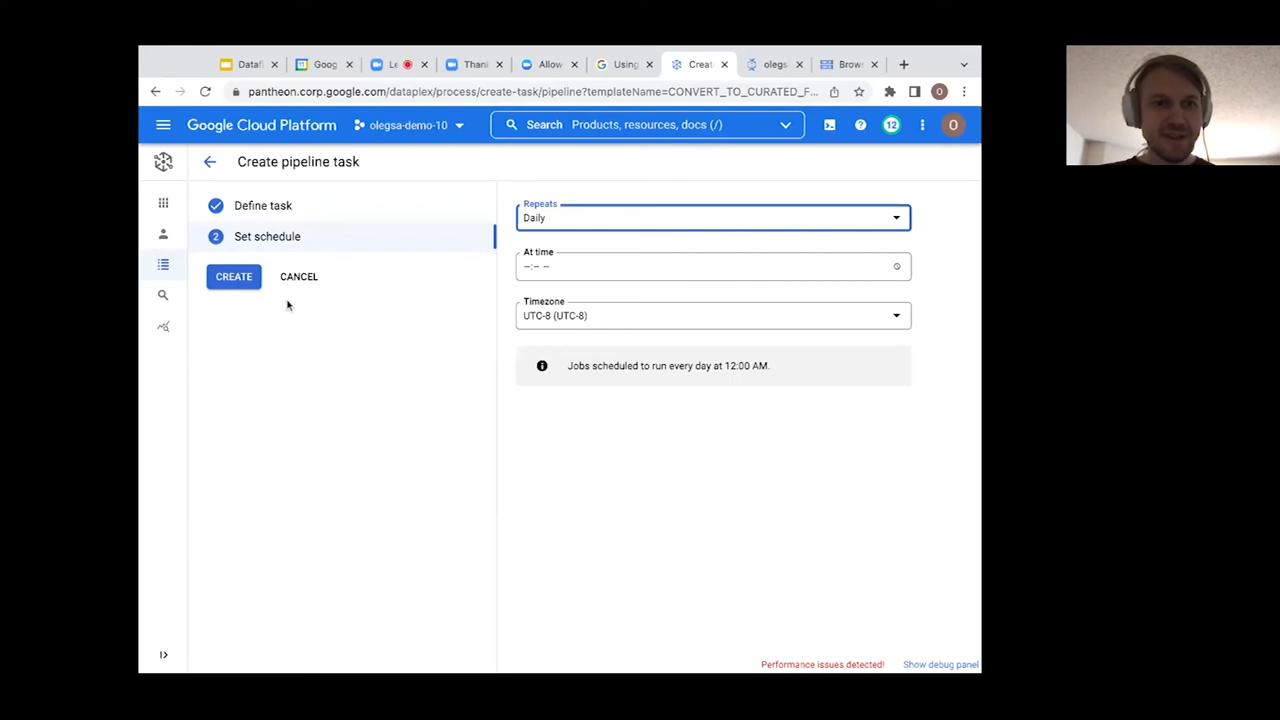 Datafl
Goog
Le
Thank
Allow
Using
Creat
olegs
Brows
pantheon.corp.google.com/dataplex/process/create-task/pipeline?templateName=CONVERT_TO_CURATED_F...
O
Google Cloud Platform
olegsa-demo-10
Search Products, resources, docs (/)
12
O
Create pipeline task
Define task
2 Set schedule
CREATE
CANCEL
Repeats
Daily
At time
--:-- --
Timezone
UTC-8 (UTC-8)
Jobs scheduled to run every day at 12:00 AM.
Performance issues detected!
Show debug panel